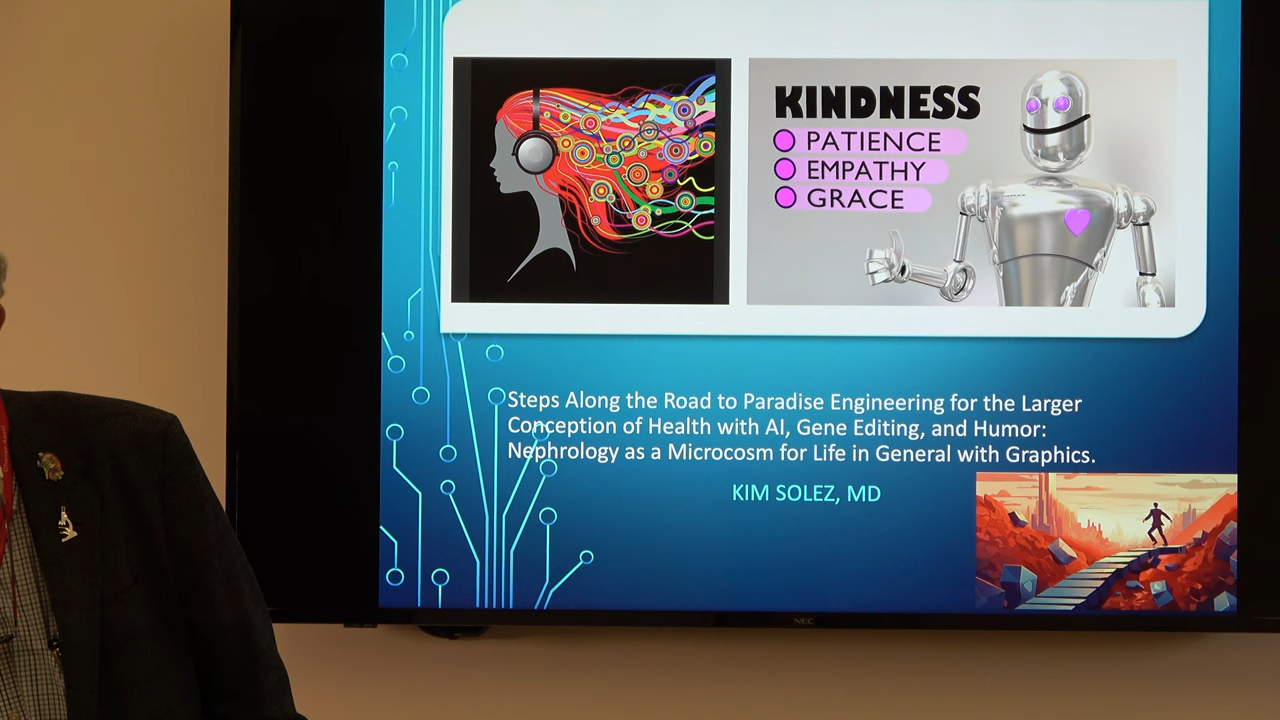 KINDNESS
PATIENCE
EMPATHY
GRACE
Steps Along the Road to Paradise Engineering for the Larger
Conception of Health with AI, Gene Editing, and Humor:
Nephrology as a Microcosm for Life in General with Graphics.
KIM SOLEZ, MD
NEC